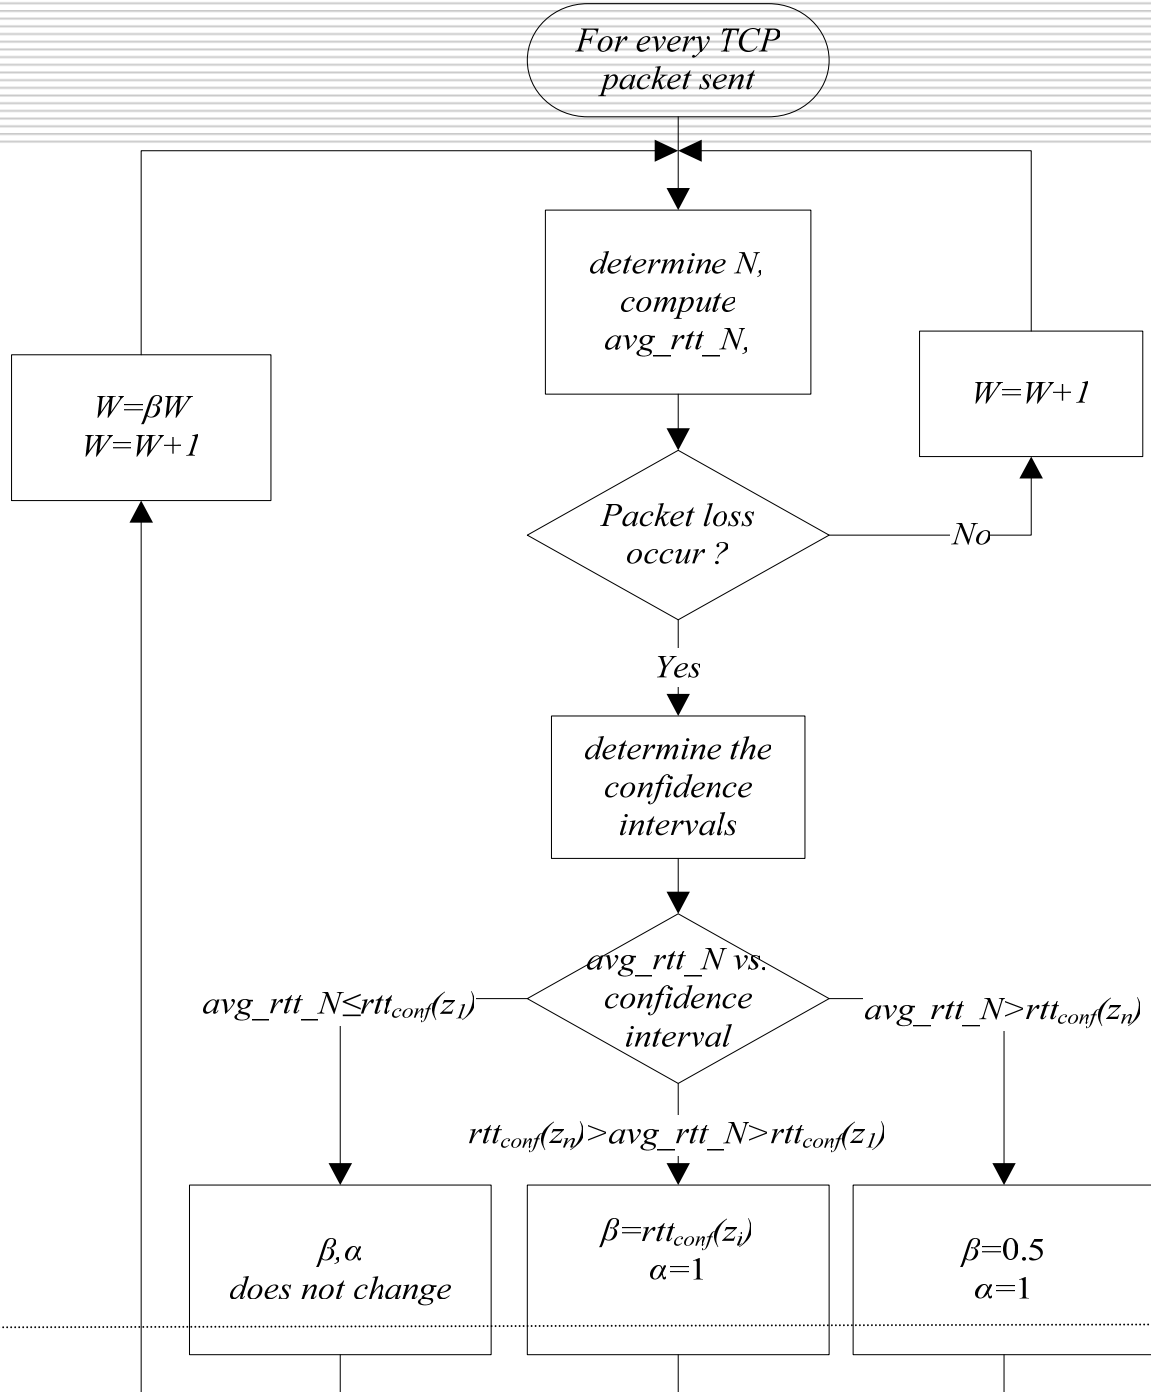 For every TCP
packet sent
determine N,
compute
avg_rtt_N,
W=βW
W=W+1
W=W+1
Packet loss
occur ?
No
Yes
determine the
confidence
intervals
avg_rtt_N vs.
confidence
interval
avg_rtt_N≤rtt_conf(z_1)
avg_rtt_N>rtt_conf(z_n)
rtt_conf(z_n)>avg_rtt_N>rtt_conf(z_1)
β,α
does not change
β=rtt_conf(z_i)
α=1
β=0.5
α=1